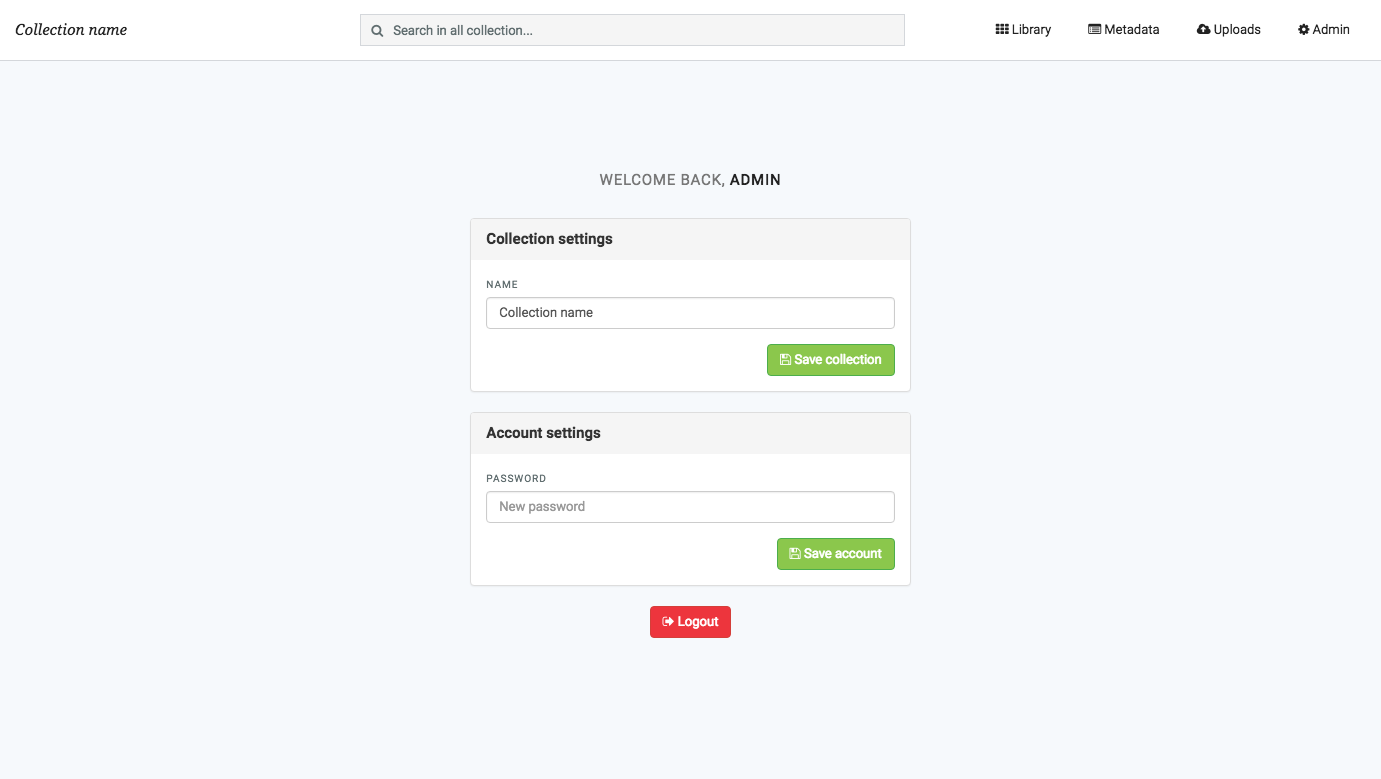 Collection name
Search in all collection...
Library
Metadata
Uploads
Admin
WELCOME BACK, ADMIN
Collection settings
NAME
Collection name
Save collection
Account settings
PASSWORD
New password
Save account
Logout